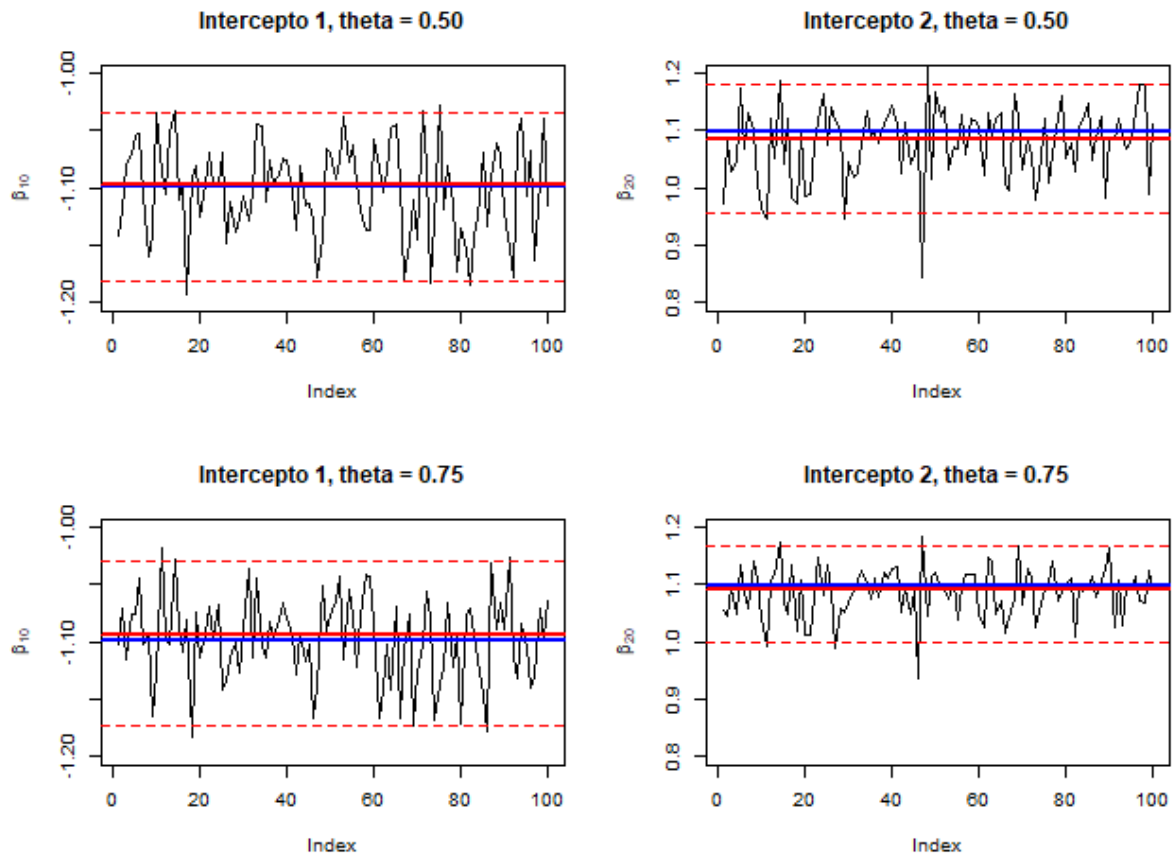 Intercepto 1, theta = 0.50
β10
-1.00
-1.10
-1.20
0 20 40 60 80 100
Index
Intercepto 2, theta = 0.50
β20
1.2
1.1
1.0
0.9
0.8
0 20 40 60 80 100
Index
Intercepto 1, theta = 0.75
β10
-1.00
-1.10
-1.20
0 20 40 60 80 100
Index
Intercepto 2, theta = 0.75
β20
1.2
1.1
1.0
0.9
0.8
0 20 40 60 80 100
Index